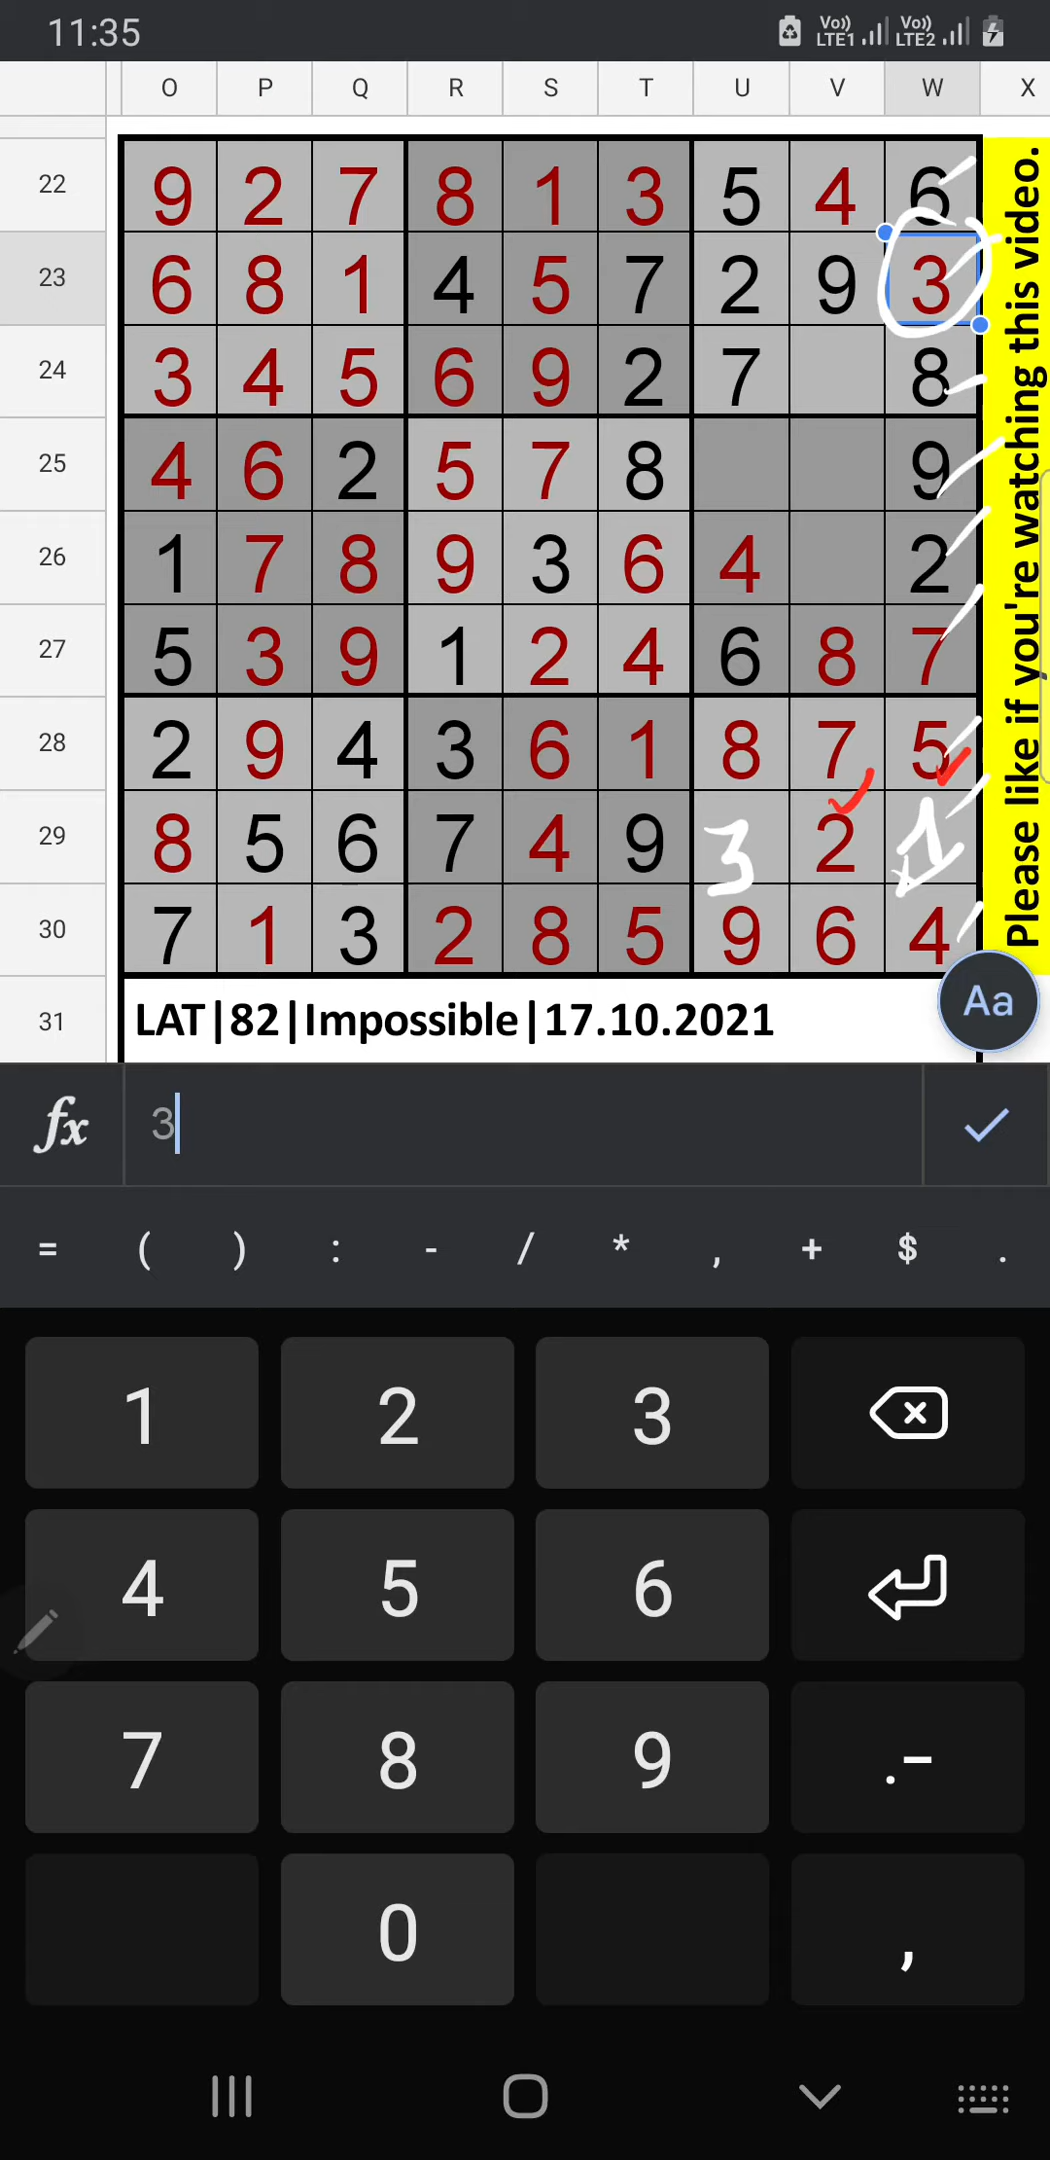 11:35 Vo)) LTE1 Vo)) LTE2
O P Q R S T U V W X
22 9 2 7 8 1 3 5 4 6
23 6 8 1 4 5 7 2 9 3
24 3 4 5 6 9 2 7 8
25 4 6 2 5 7 8 9
26 1 7 8 9 3 6 4 2
27 5 3 9 1 2 4 6 8 7
28 2 9 4 3 6 1 8 7 5
29 8 5 6 7 4 9 3 2 1
30 7 1 3 2 8 5 9 6 4
Please like if you're watching this video.
31 LAT|82|Impossible|17.10.2021
Aa
fx 3
= ( ) : - / * , + $ .
1 2 3
4 5 6
7 8 9 .-
0 ,